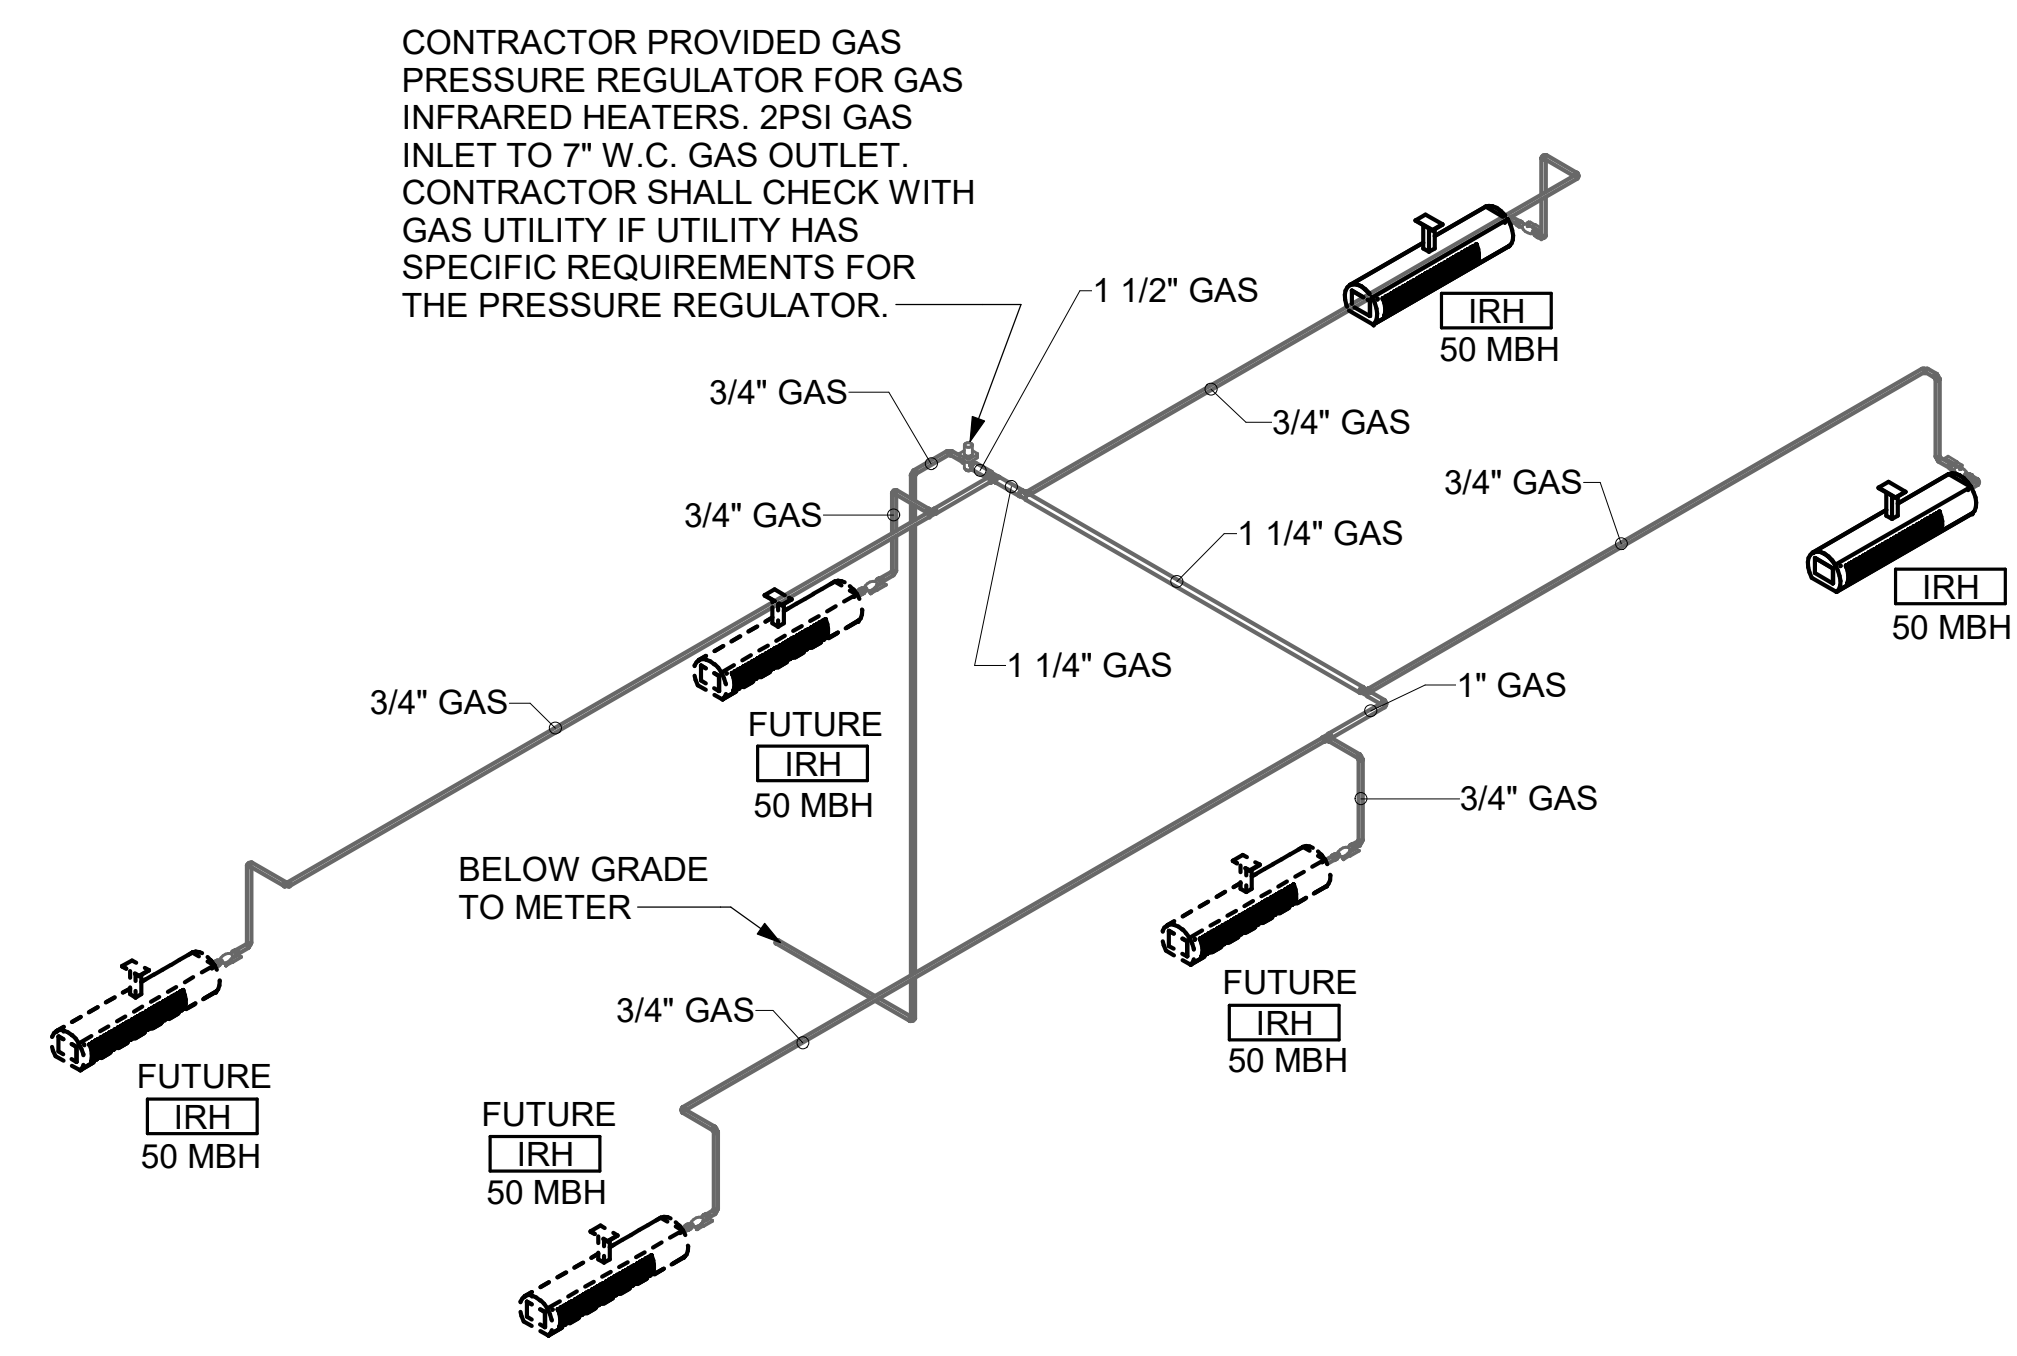 CONTRACTOR PROVIDED GAS
PRESSURE REGULATOR FOR GAS
INFRARED HEATERS. 2PSI GAS
INLET TO 7" W.C. GAS OUTLET.
CONTRACTOR SHALL CHECK WITH
GAS UTILITY IF UTILITY HAS
SPECIFIC REQUIREMENTS FOR
THE PRESSURE REGULATOR.
1 1/2" GAS
IRH
50 MBH
3/4" GAS
3/4" GAS
3/4" GAS
3/4" GAS
1 1/4" GAS
IRH
50 MBH
1 1/4" GAS
1" GAS
3/4" GAS
FUTURE
IRH
50 MBH
3/4" GAS
BELOW GRADE
TO METER
FUTURE
IRH
50 MBH
3/4" GAS
FUTURE
IRH
50 MBH
FUTURE
IRH
50 MBH